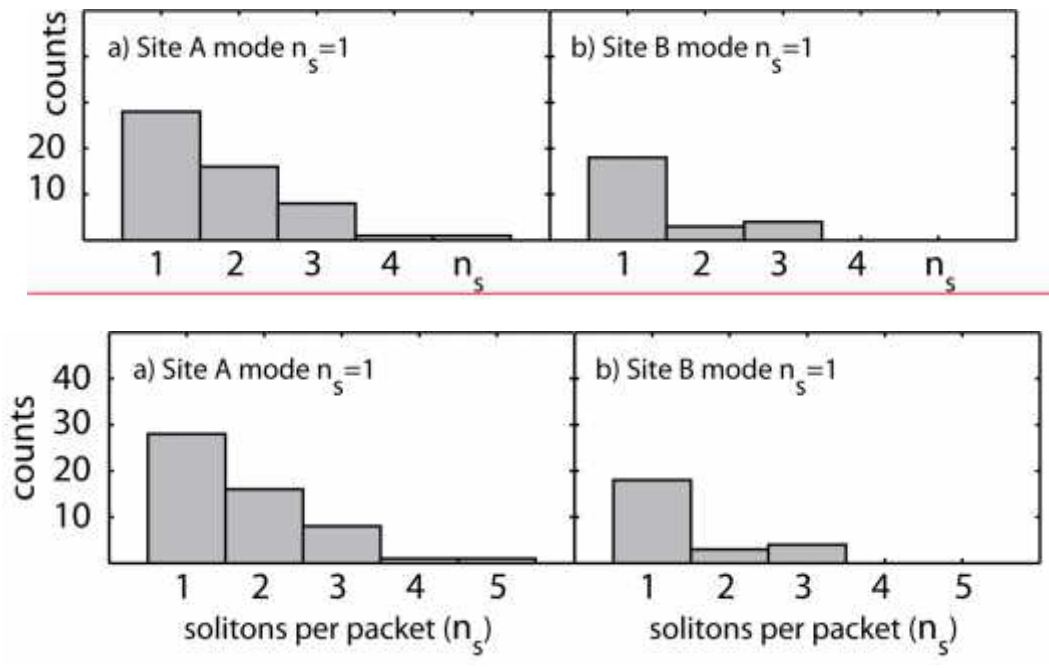 a) Site A mode n_s=1
b) Site B mode n_s=1
counts
20
10
1 2 3 4 n_s
1 2 3 4 n_s
a) Site A mode n_s=1
b) Site B mode n_s=1
counts
40
30
20
10
1 2 3 4 5
1 2 3 4 5
solitons per packet (n_s)
solitons per packet (n_s)